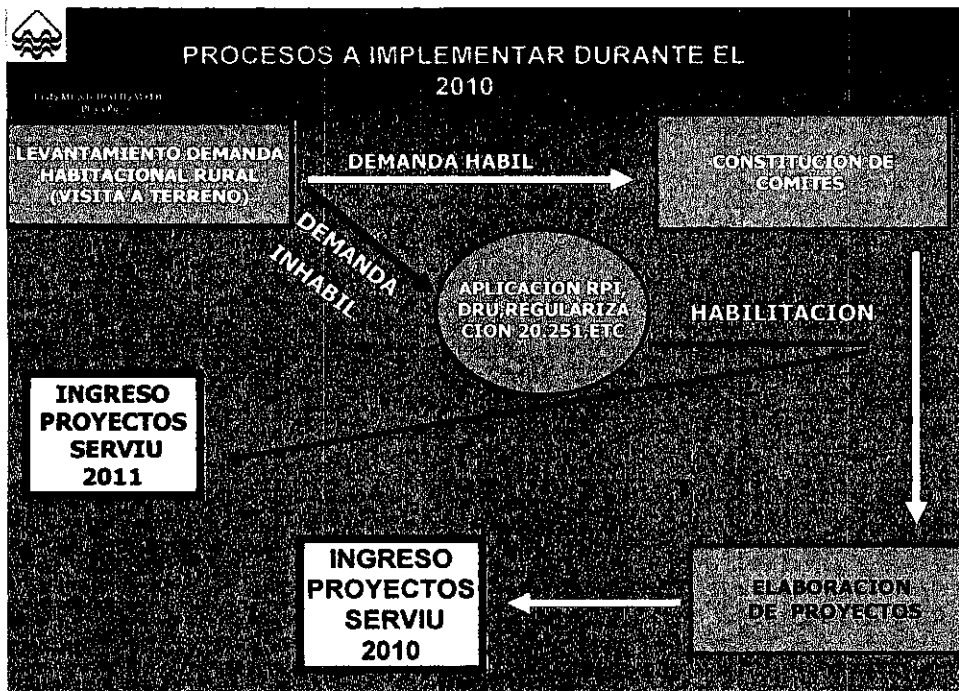 PROCESOS A IMPLEMENTAR DURANTE EL
2010
LEVANTAMIENTO DEMANDA
HABITACIONAL RURAL
(VISITA A TERRENO)
DEMANDA HABIL
CONSTITUCION DE
COMITES
DEMANDA
INHABIL
APLICACION RPI,
DRU,REGULARIZA
CION 20.251,ETC
HABILITACION
INGRESO
PROYECTOS
SERVIU
2011
INGRESO
PROYECTOS
SERVIU
2010
ELABORACION
DE PROYECTOS